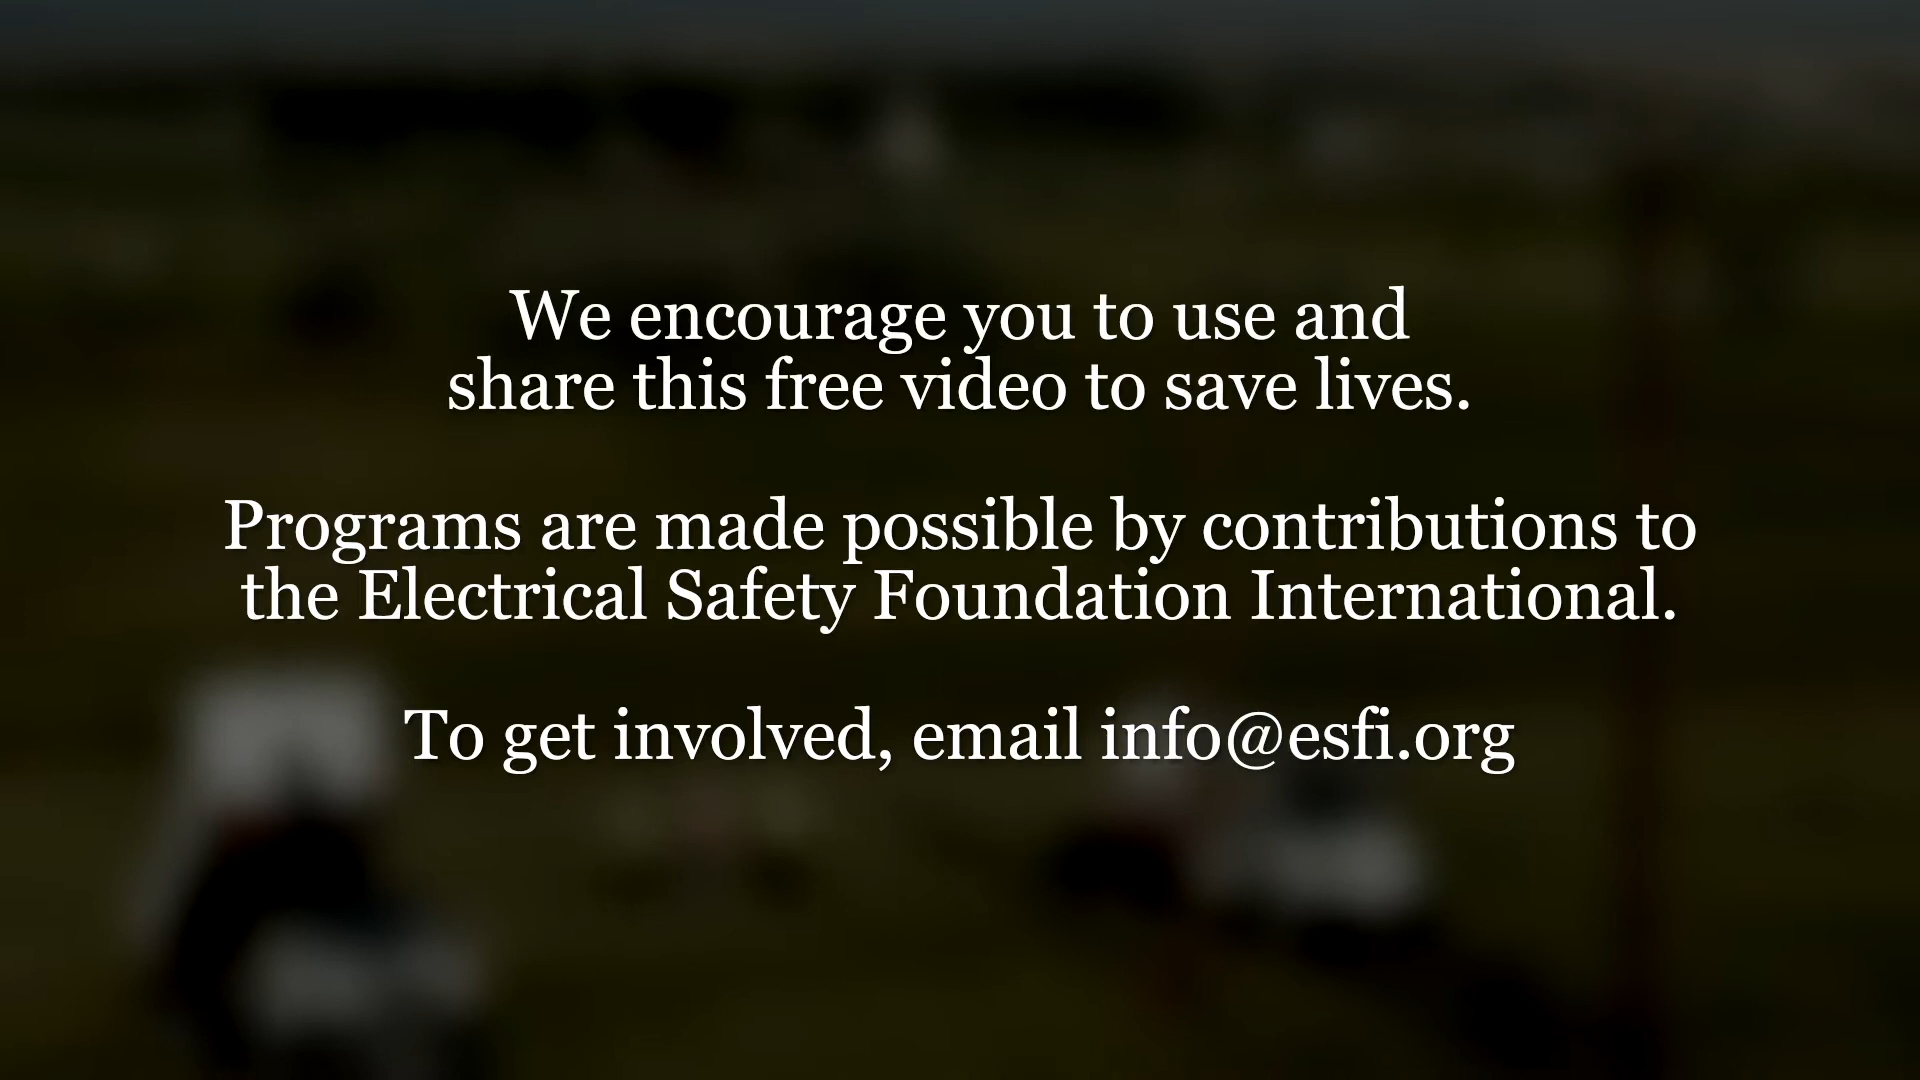 We encourage you to use and
share this free video to save lives.
Programs are made possible by contributions to
the Electrical Safety Foundation International.
To get involved, email info@esfi.org